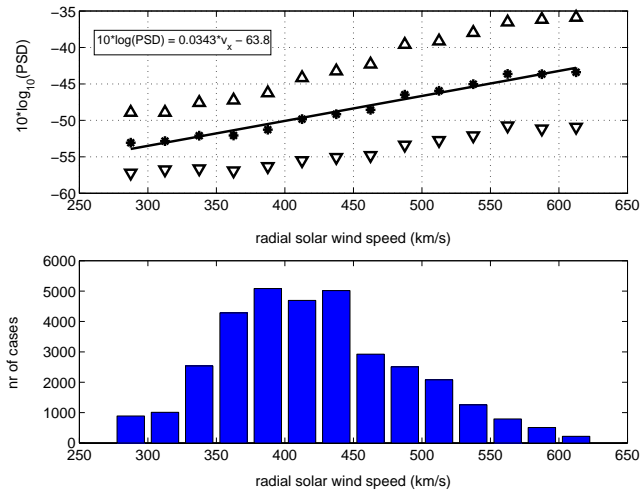 −35
−40
−45
−50
−55
−60
10*log₁₀(PSD)
10*log(PSD) = 0.0343*vₓ − 63.8
250 300 350 400 450 500 550 600 650
radial solar wind speed (km/s)
6000
5000
4000
3000
2000
1000
0
nr of cases
250 300 350 400 450 500 550 600 650
radial solar wind speed (km/s)